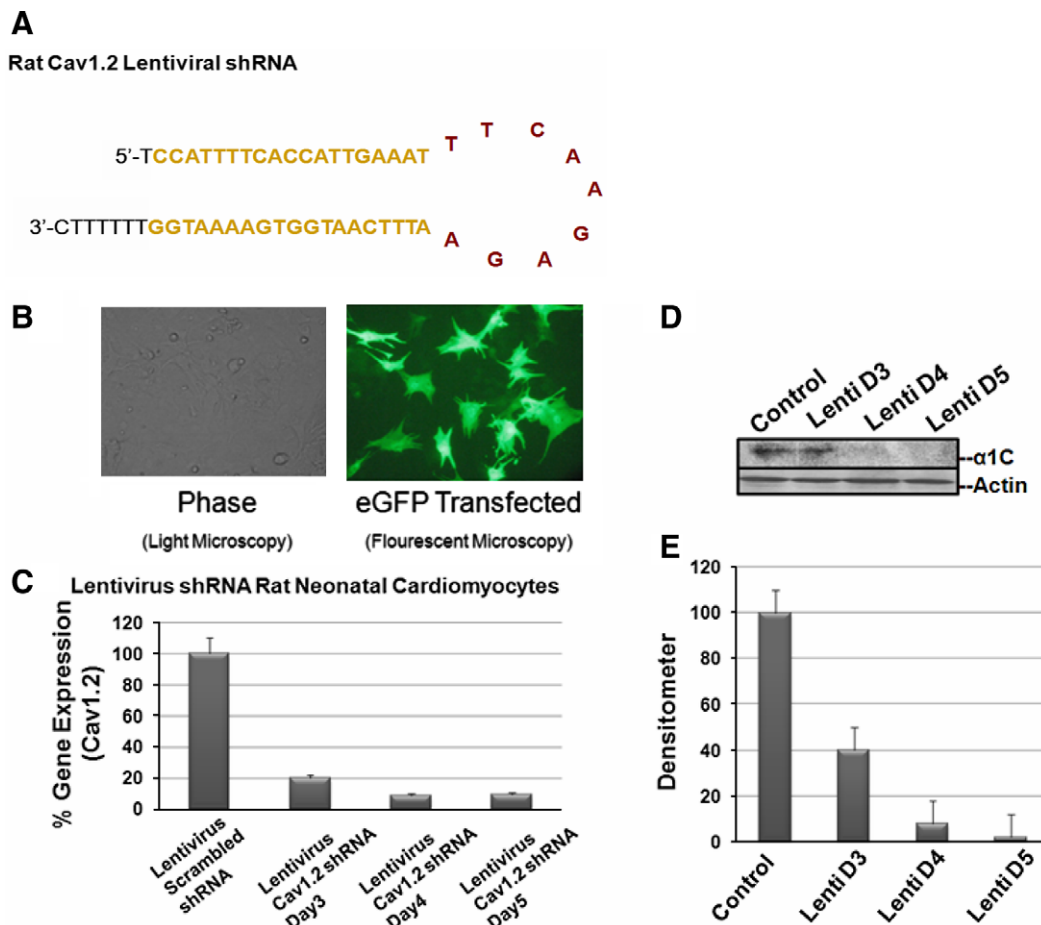 A
Rat Cav1.2 Lentiviral shRNA
T T C A A G A G A
5'-TCCATTTTCACCATTGAAAT
3'-CTTTTTTGGTAAAAGTGGTAACTTTA
B
Phase
(Light Microscopy)
eGFP Transfected
(Flourescent Microscopy)
C
Lentivirus shRNA Rat Neonatal Cardiomyocytes
% Gene Expression
(Cav1.2)
120
100
80
60
40
20
0
Lentivirus
Scrambled
shRNA
Lentivirus
Cav1.2 shRNA
Day3
Lentivirus
Cav1.2 shRNA
Day4
Lentivirus
Cav1.2 shRNA
Day5
D
Control
Lenti D3
Lenti D4
Lenti D5
--α1C
--Actin
E
Densitometer
120
100
80
60
40
20
0
Control
Lenti D3
Lenti D4
Lenti D5